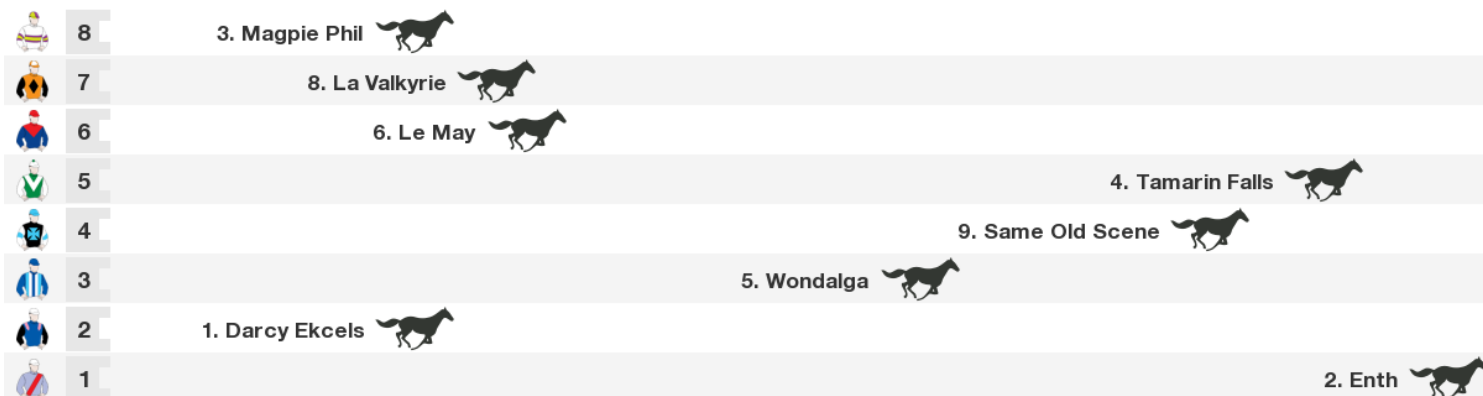 8 3. Magpie Phil
7 8. La Valkyrie
6 6. Le May
5 4. Tamarin Falls
4 9. Same Old Scene
3 5. Wondalga
2 1. Darcy Ekcels
1 2. Enth